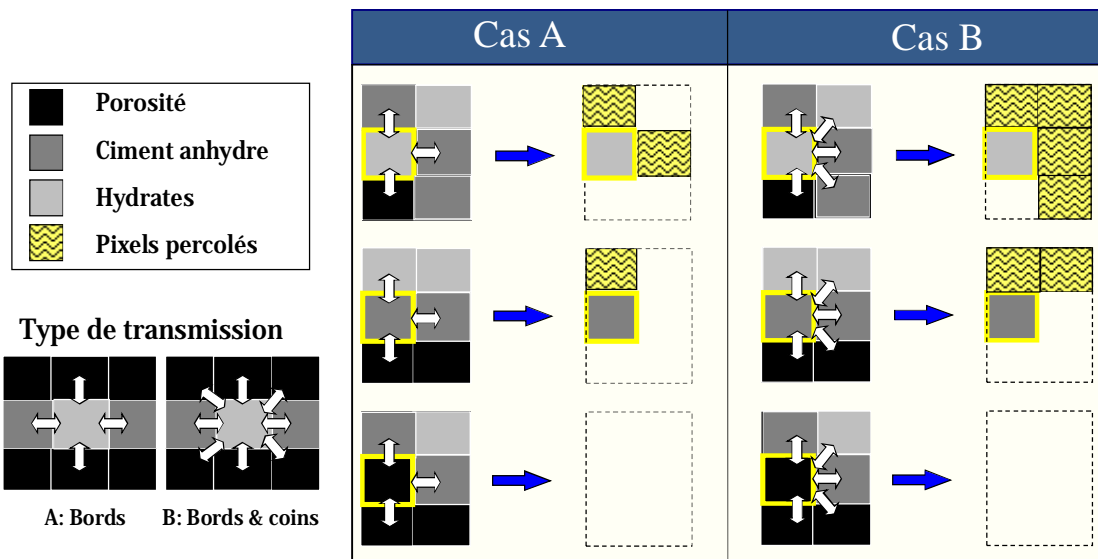 Cas A
Cas B
Porosité
Ciment anhydre
Hydrates
Pixels percolés
Type de transmission
A: Bords
B: Bords & coins